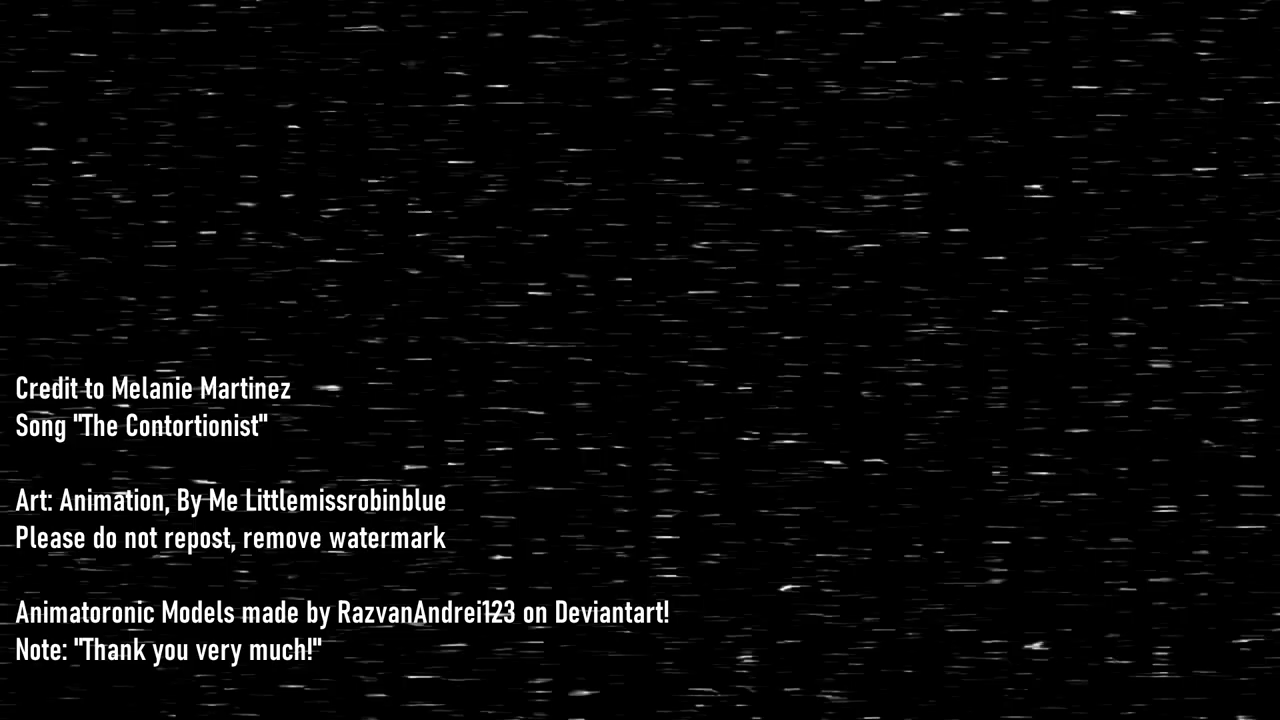 Credit to Melanie Martinez
Song "The Contortionist"
Art: Animation, By Me Littlemissrobinblue
Please do not repost, remove watermark
Animatoronic Models made by RazvanAndrei123 on Deviantart!
Note: "Thank you very much!"